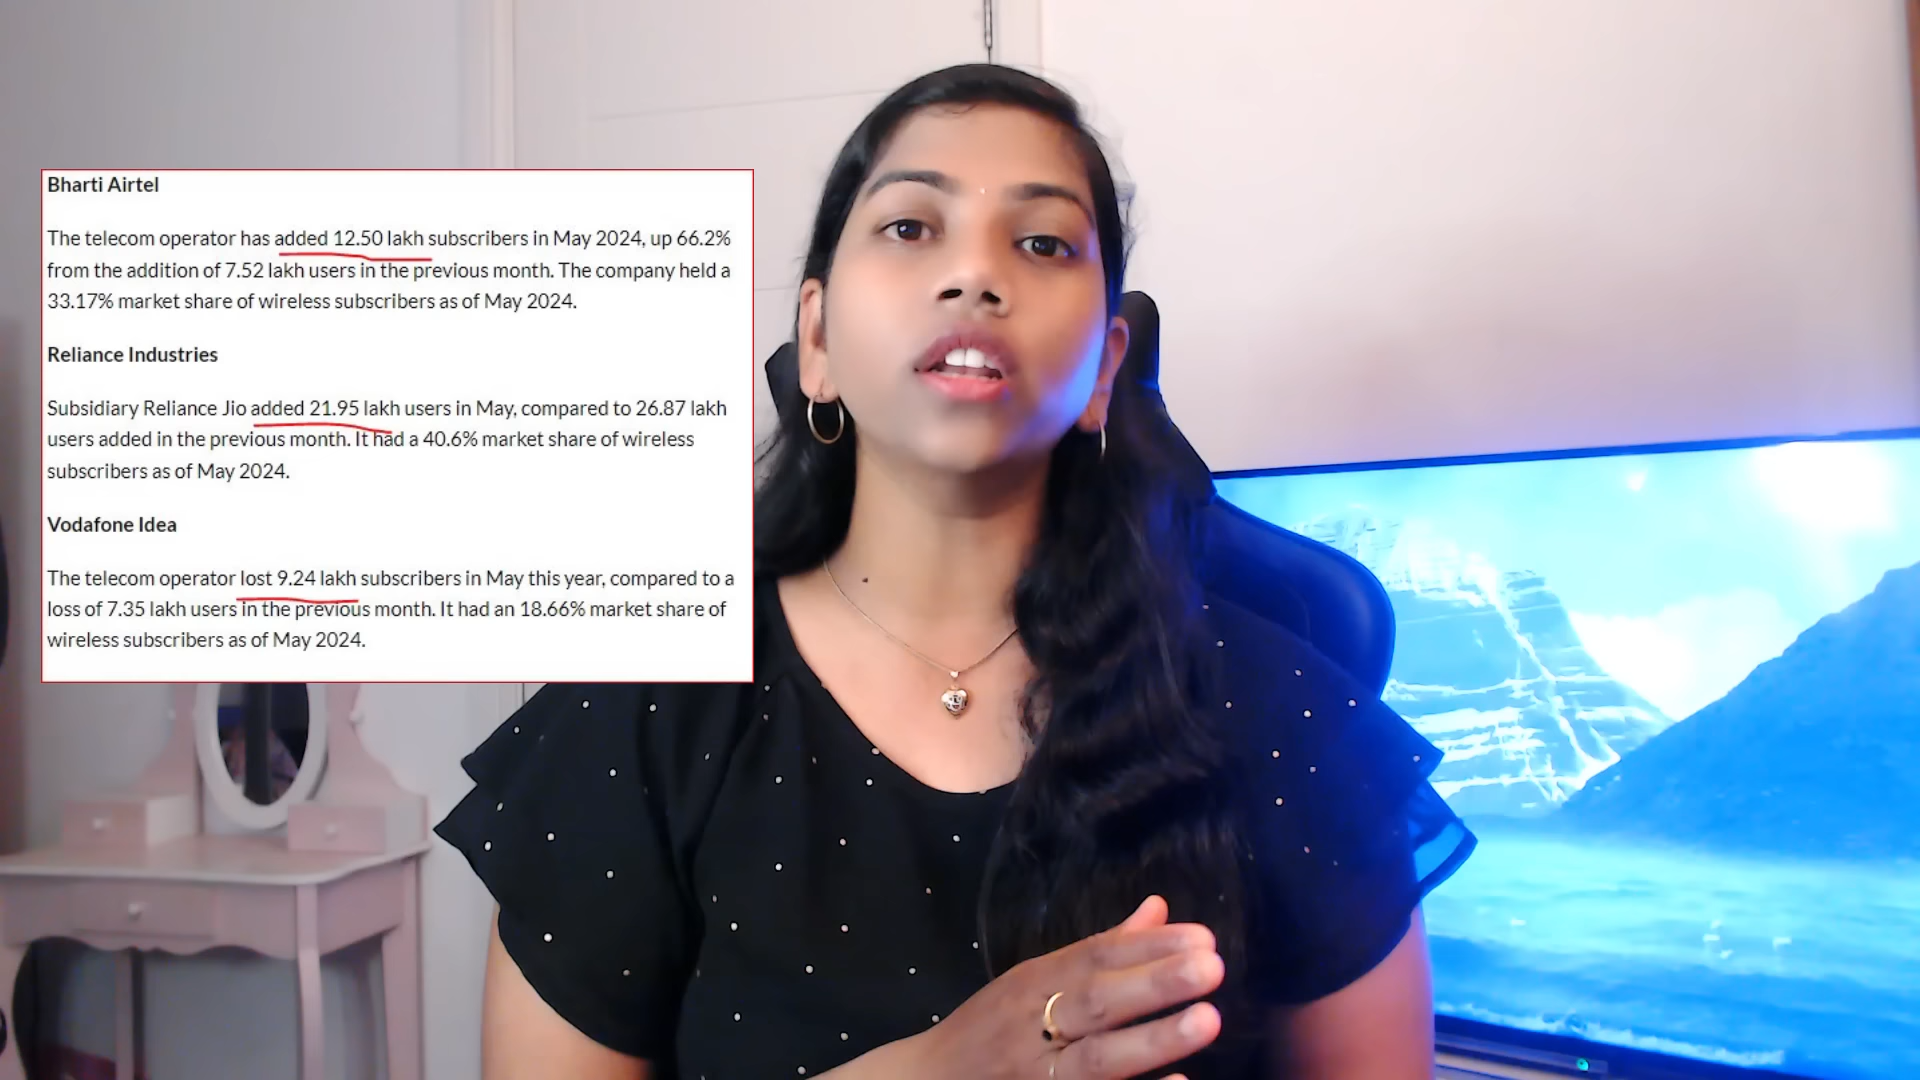 Bharti Airtel
The telecom operator has added 12.50 lakh subscribers in May 2024, up 66.2%
from the addition of 7.52 lakh users in the previous month. The company held a
33.17% market share of wireless subscribers as of May 2024.
Reliance Industries
Subsidiary Reliance Jio added 21.95 lakh users in May, compared to 26.87 lakh
users added in the previous month. It had a 40.6% market share of wireless
subscribers as of May 2024.
Vodafone Idea
The telecom operator lost 9.24 lakh subscribers in May this year, compared to a
loss of 7.35 lakh users in the previous month. It had an 18.66% market share of
wireless subscribers as of May 2024.